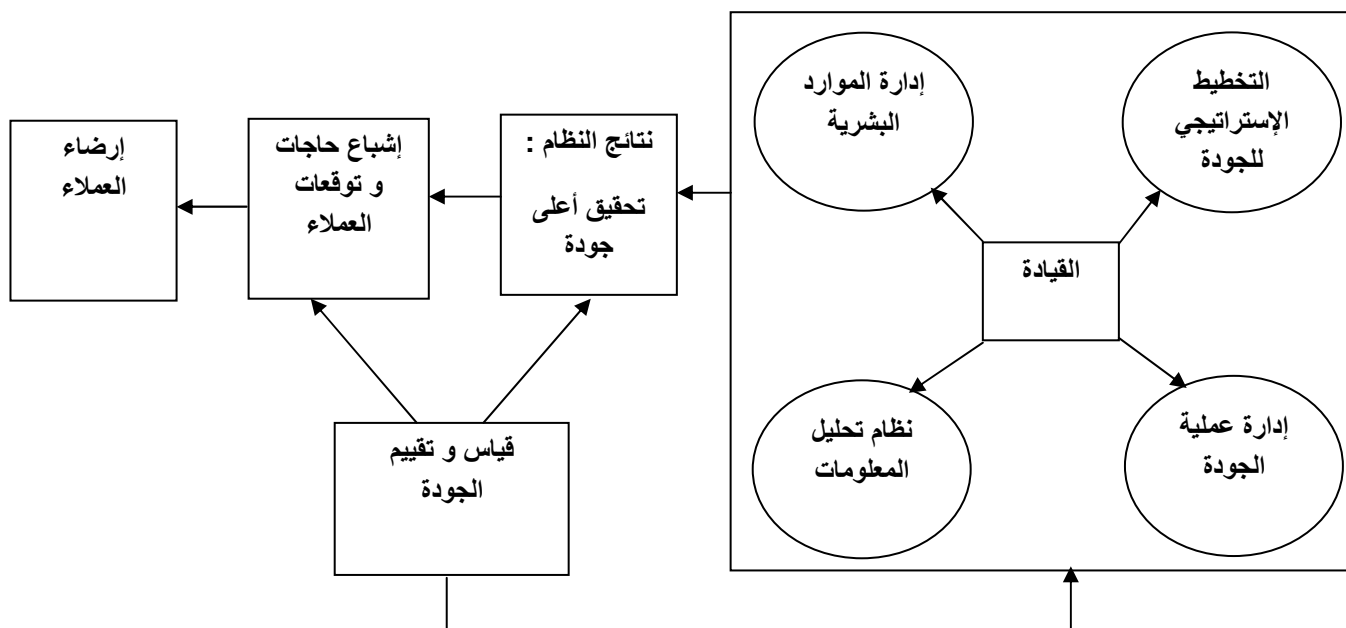 التخطيط
الإستراتيجي
للجودة
إدارة الموارد
البشرية
القيادة
إدارة عملية
الجودة
نظام تحليل
المعلومات
نتائج النظام :
تحقيق أعلى
جودة
إشباع حاجات
و توقعات
العملاء
إرضاء
العملاء
قياس و تقييم
الجودة